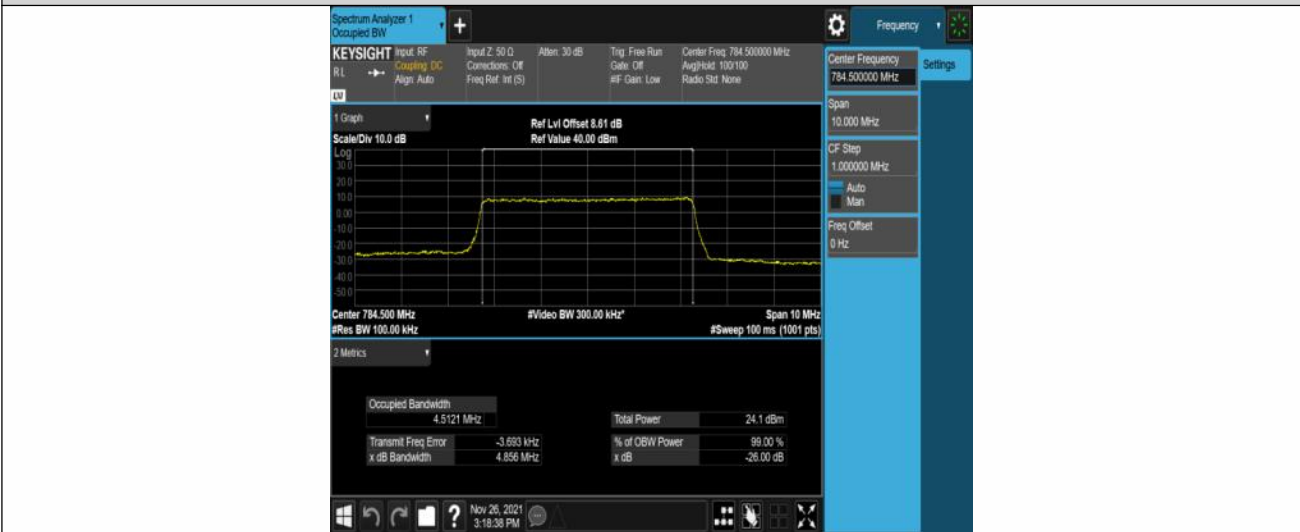 Spectrum Analyzer 1
Occupied BW
+
Frequency
KEYSIGHT
RL
Input: RF
Coupling: DC
Align: Auto
Input Z: 50 Ω
Corrections: Off
Freq Ref: Int (S)
Atten: 30 dB
Trig: Free Run
Gate: Off
#IF Gain: Low
Center Freq: 784.500000 MHz
Avg|Hold: 100/100
Radio Std: None
Center Frequency
784.500000 MHz
Settings
Span
10.000 MHz
CF Step
1.000000 MHz
Auto
Man
Freq Offset
0 Hz
1 Graph
Scale/Div 10.0 dB
Ref Lvl Offset 8.61 dB
Ref Value 40.00 dBm
Log
30.0
20.0
10.0
0.00
-10.0
-20.0
-30.0
-40.0
-50.0
Center 784.500 MHz
#Res BW 100.00 kHz
#Video BW 300.00 kHz*
Span 10 MHz
#Sweep 100 ms (1001 pts)
2 Metrics
Occupied Bandwidth
4.5121 MHz
Total Power 24.1 dBm
Transmit Freq Error -3.693 kHz
% of OBW Power 99.00 %
x dB Bandwidth 4.856 MHz
x dB -26.00 dB
?
Nov 26, 2021
3:18:38 PM